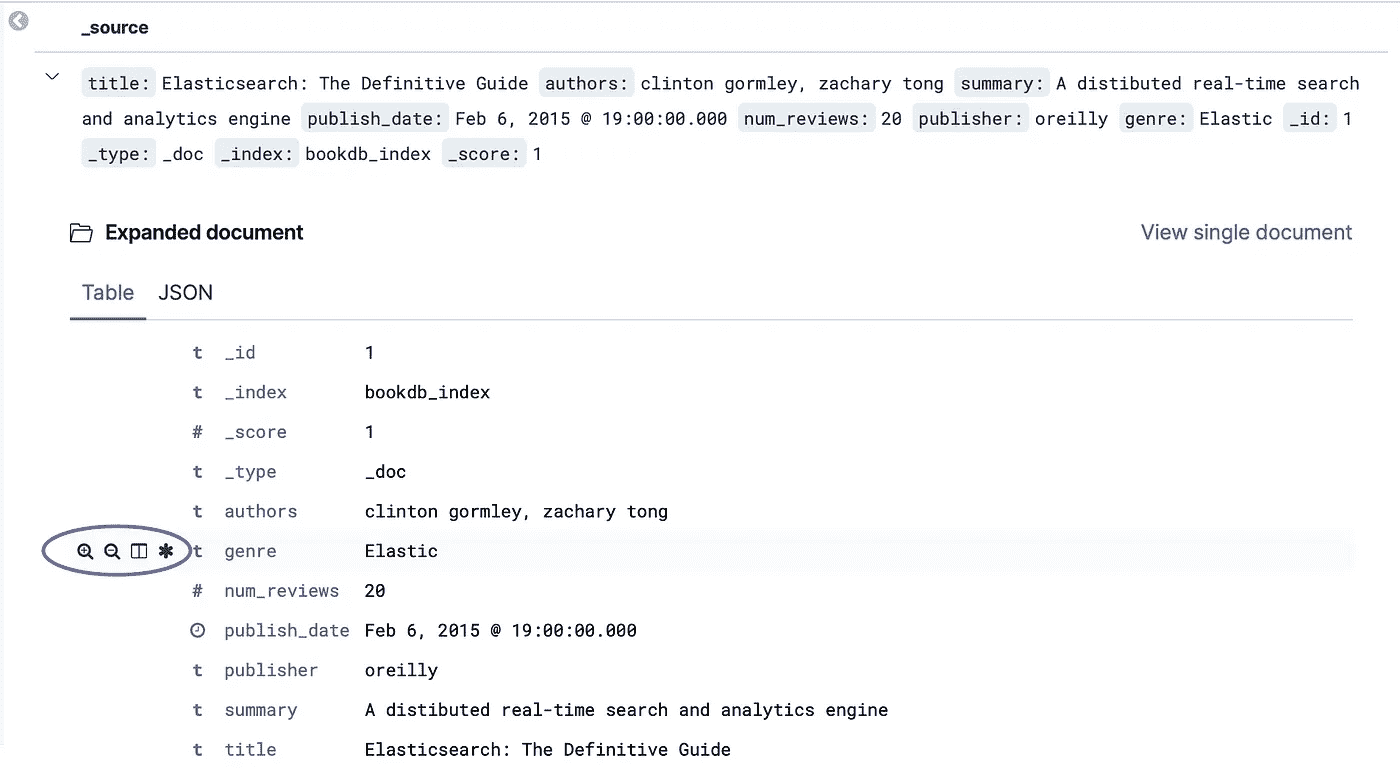 _source
title: Elasticsearch: The Definitive Guide authors: clinton gormley, zachary tong summary: A distibuted real-time search
and analytics engine publish_date: Feb 6, 2015 @ 19:00:00.000 num_reviews: 20 publisher: oreilly genre: Elastic _id: 1
_type: _doc _index: bookdb_index _score: 1
Expanded document View single document
Table JSON
t _id 1
t _index bookdb_index
# _score 1
t _type _doc
t authors clinton gormley, zachary tong
t genre Elastic
# num_reviews 20
publish_date Feb 6, 2015 @ 19:00:00.000
t publisher oreilly
t summary A distibuted real-time search and analytics engine
t title Elasticsearch: The Definitive Guide